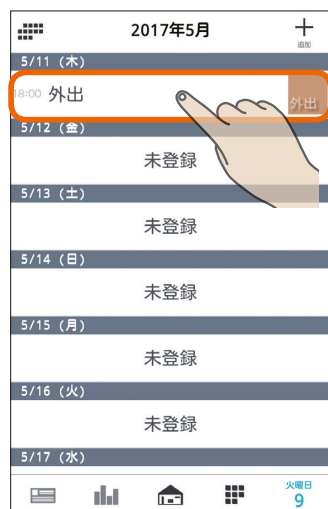 2017年5月
追加
5/11 (木)
18:00 外出 外出
5/12 (金)
未登録
5/13 (土)
未登録
5/14 (日)
未登録
5/15 (月)
未登録
5/16 (火)
未登録
5/17 (水)
火曜日
9